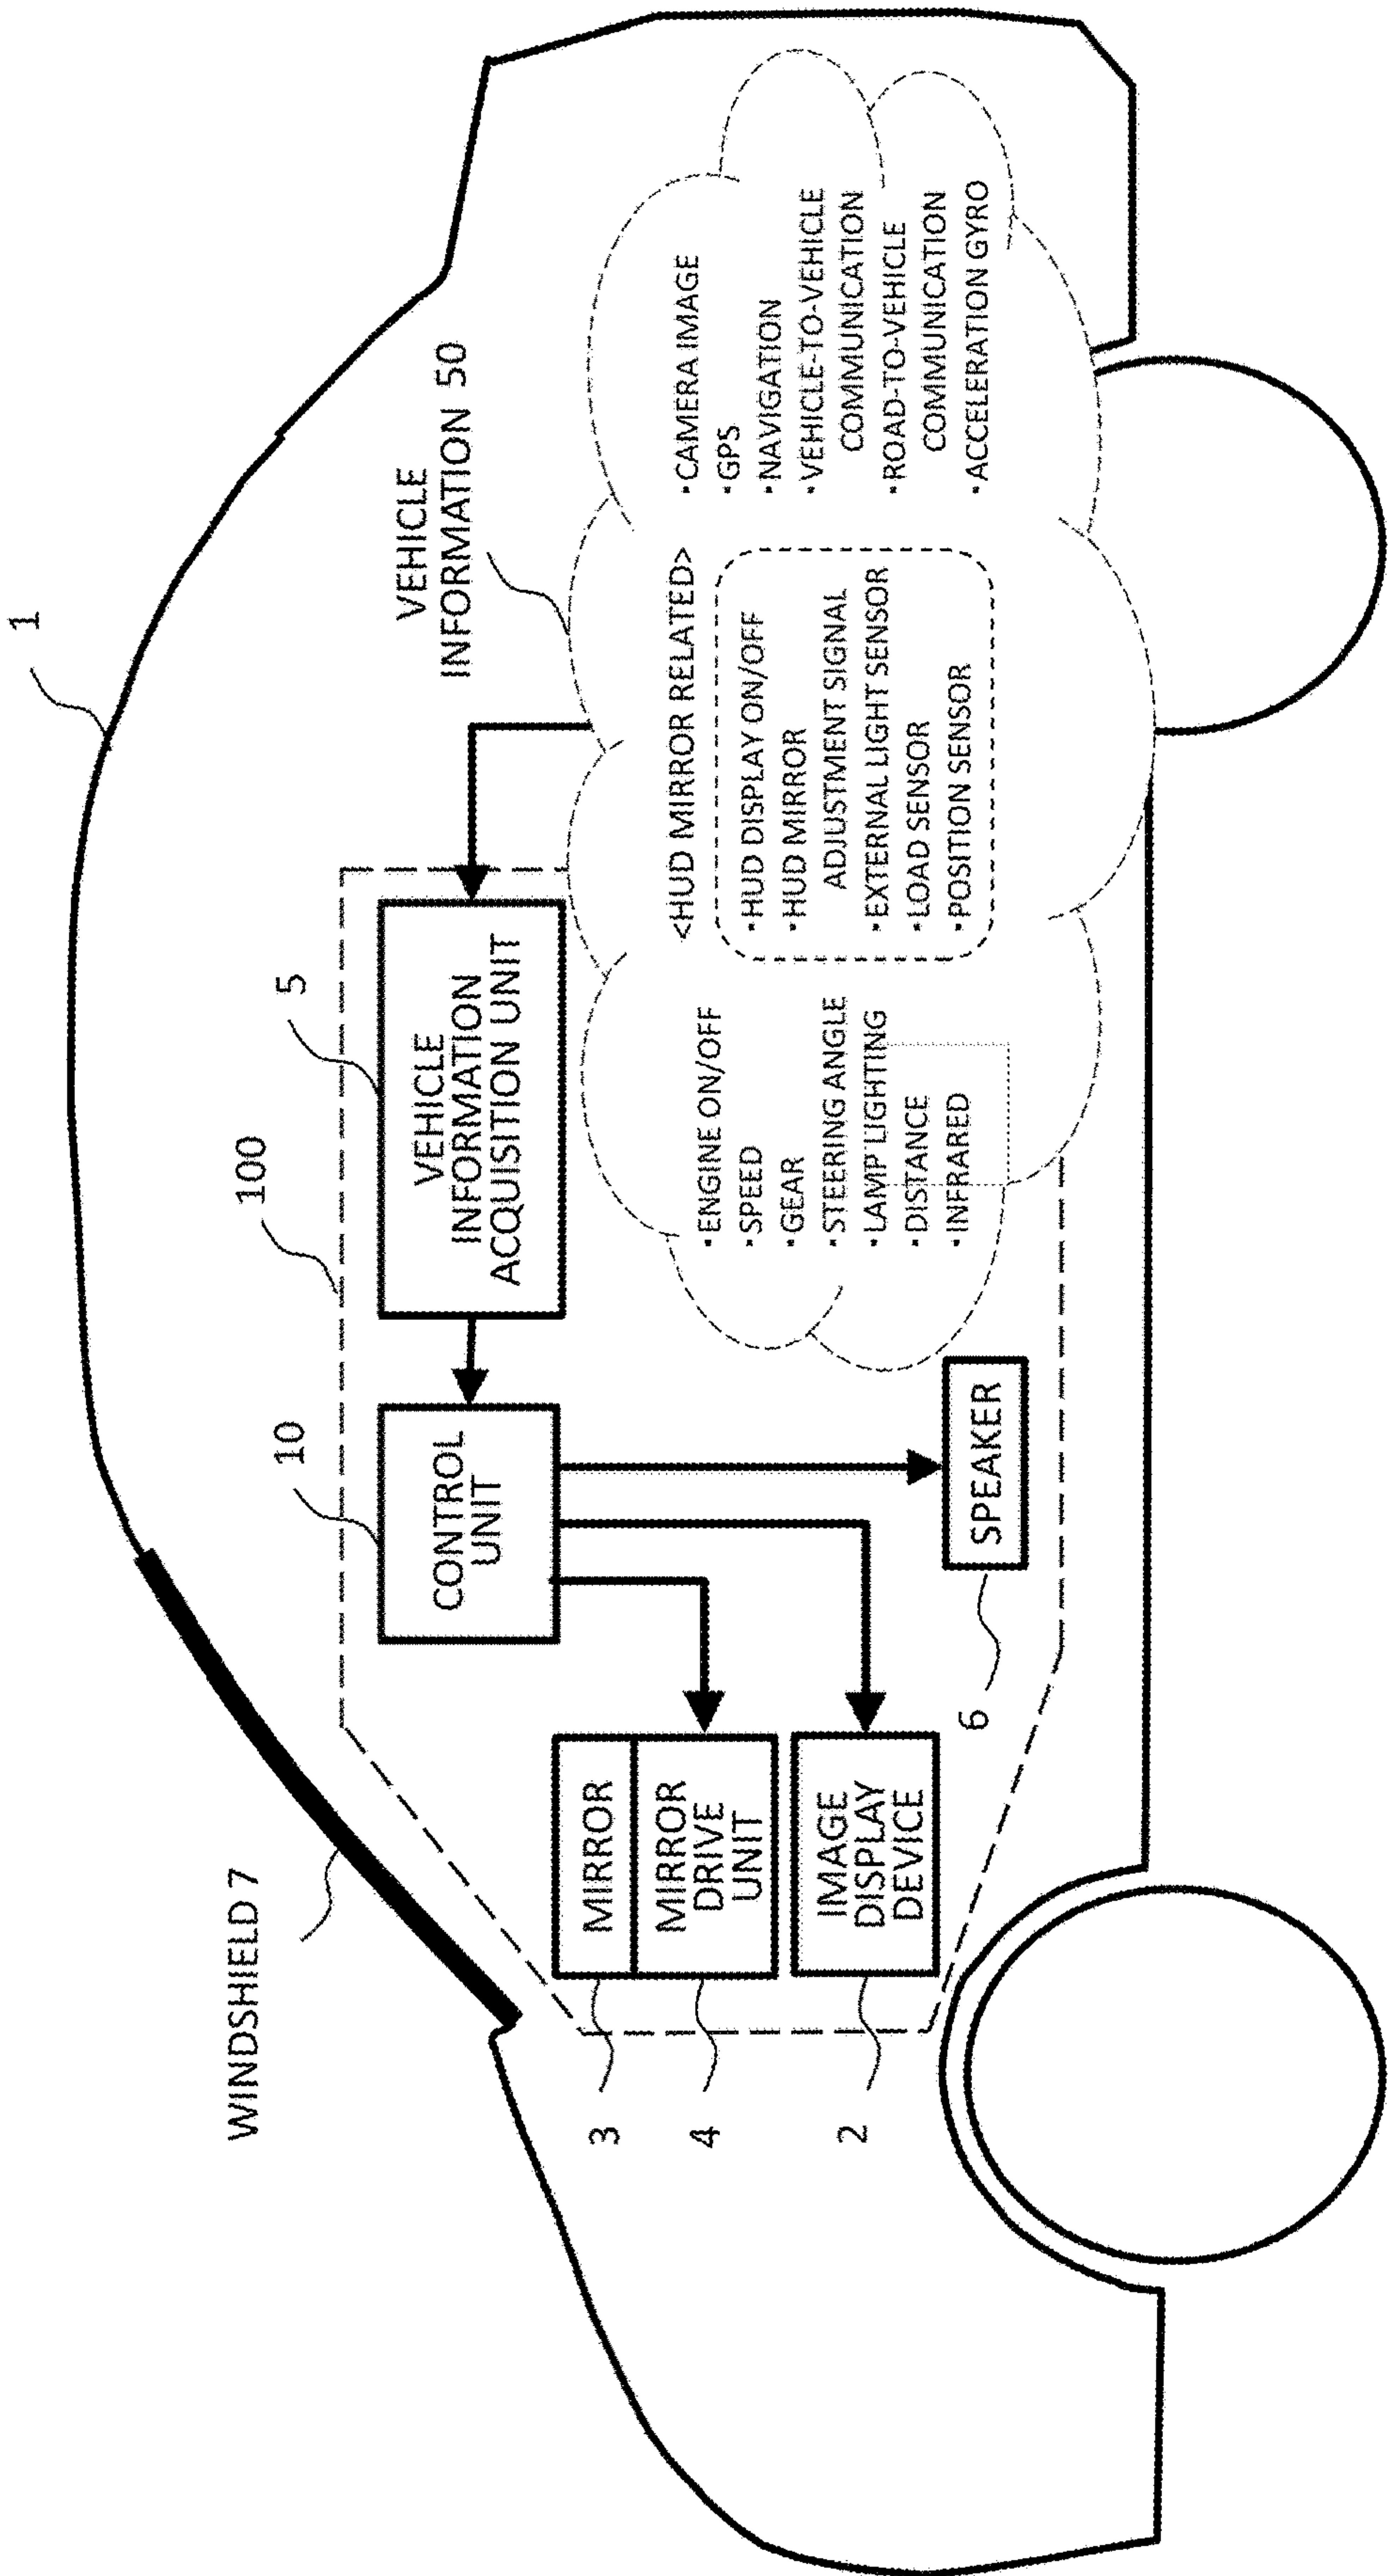 1
WINDSHIELD 7
100
10
5
VEHICLE
INFORMATION 50
CONTROL
UNIT
VEHICLE
INFORMATION
ACQUISITION UNIT
MIRROR
MIRROR
DRIVE
UNIT
IMAGE
DISPLAY
DEVICE
3
4
2
SPEAKER
6
・ENGINE ON/OFF
・SPEED
・GEAR
・STEERING ANGLE
・LAMP LIGHTING
・DISTANCE
・INFRARED
<HUD MIRROR RELATED>
・HUD DISPLAY ON/OFF
・HUD MIRROR
ADJUSTMENT SIGNAL
・EXTERNAL LIGHT SENSOR
・LOAD SENSOR
・POSITION SENSOR
・CAMERA IMAGE
・GPS
・NAVIGATION
・VEHICLE-TO-VEHICLE
COMMUNICATION
・ROAD-TO-VEHICLE
COMMUNICATION
・ACCELERATION GYRO